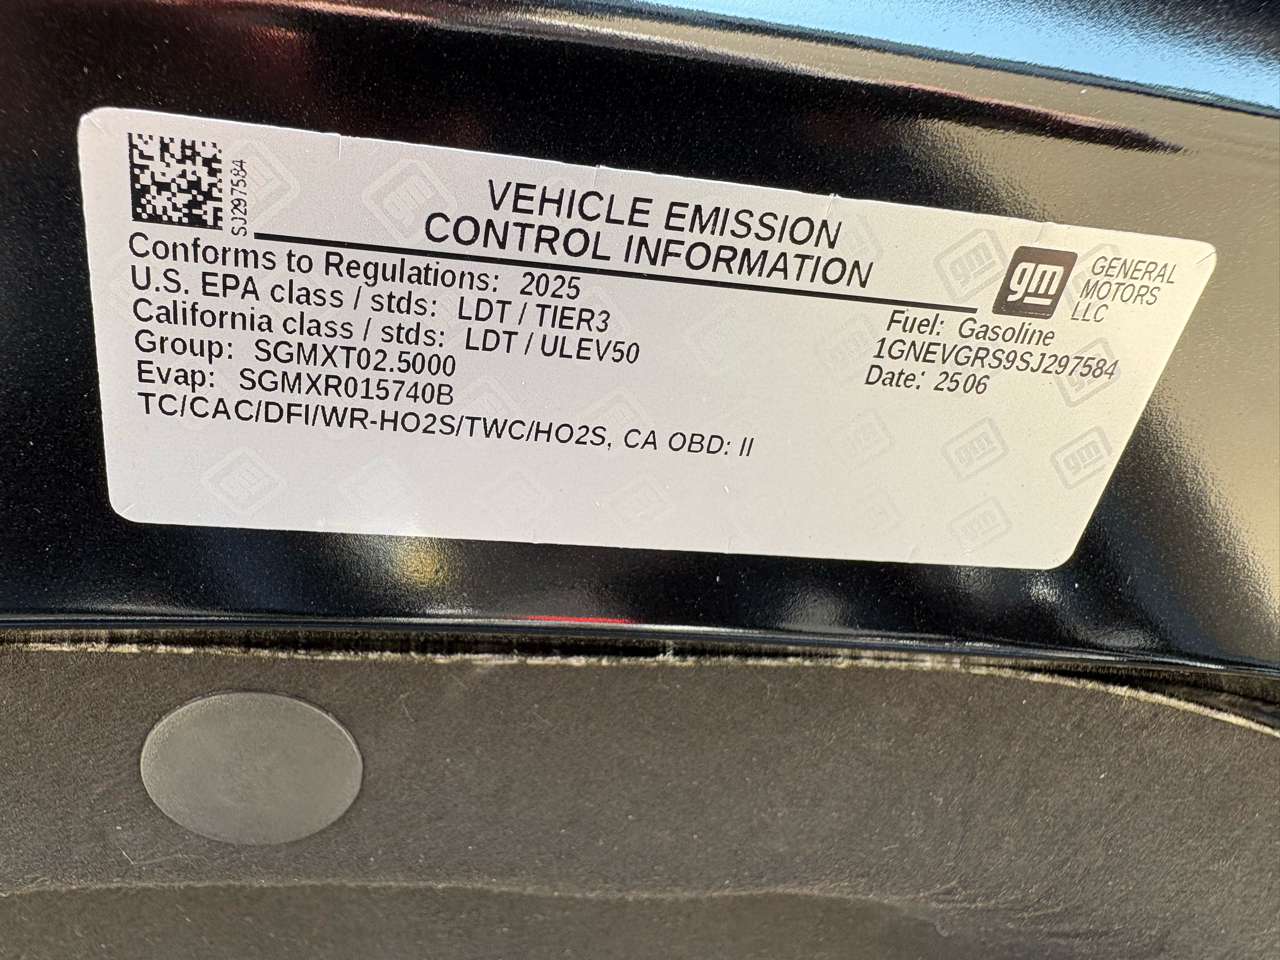 SJ297584
VEHICLE EMISSION
CONTROL INFORMATION
gm GENERAL
MOTORS
LLC
Conforms to Regulations: 2025
U.S. EPA class / stds: LDT / TIER3
California class / stds: LDT / ULEV50
Group: SGMXT02.5000
Evap: SGMXR015740B
TC/CAC/DFI/WR-HO2S/TWC/HO2S, CA OBD: II
Fuel: Gasoline
1GNEVGRS9SJ297584
Date: 2506